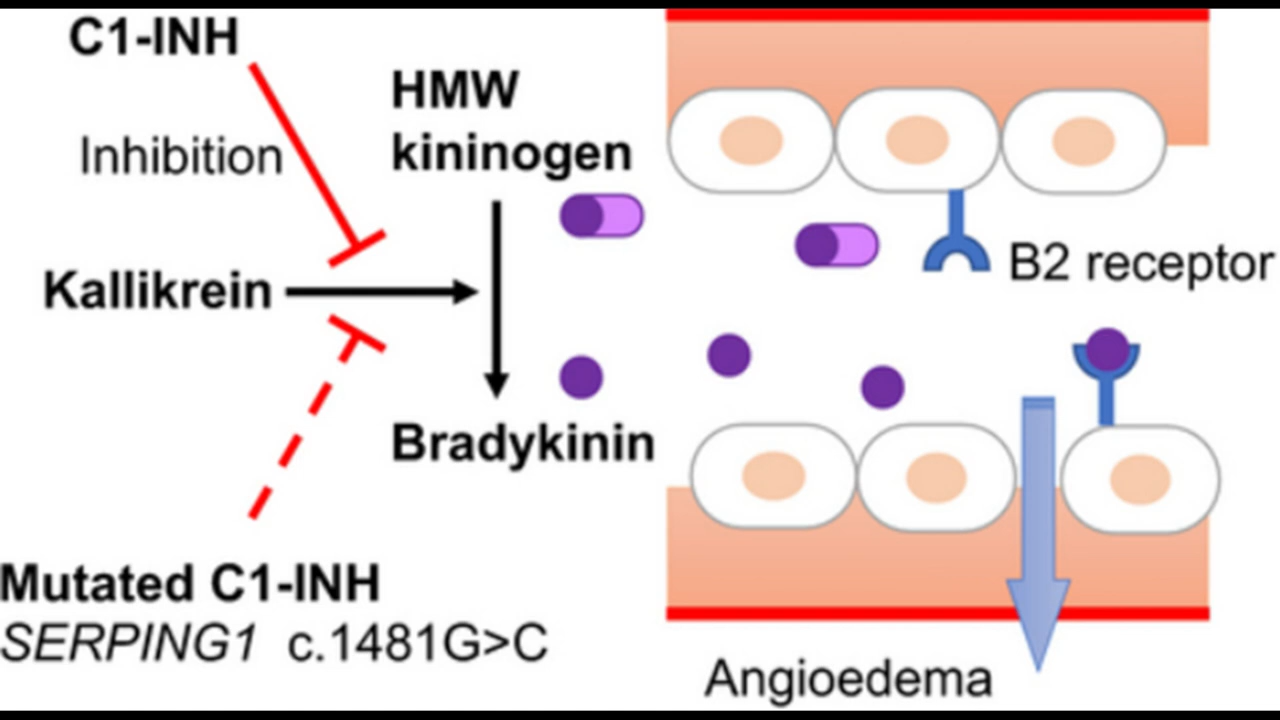 C1-INH
Inhibition
HMW
kininogen
Kallikrein
Bradykinin
Mutated C1-INH
SERPING1 c.1481G>C
B2 receptor
Angioedema